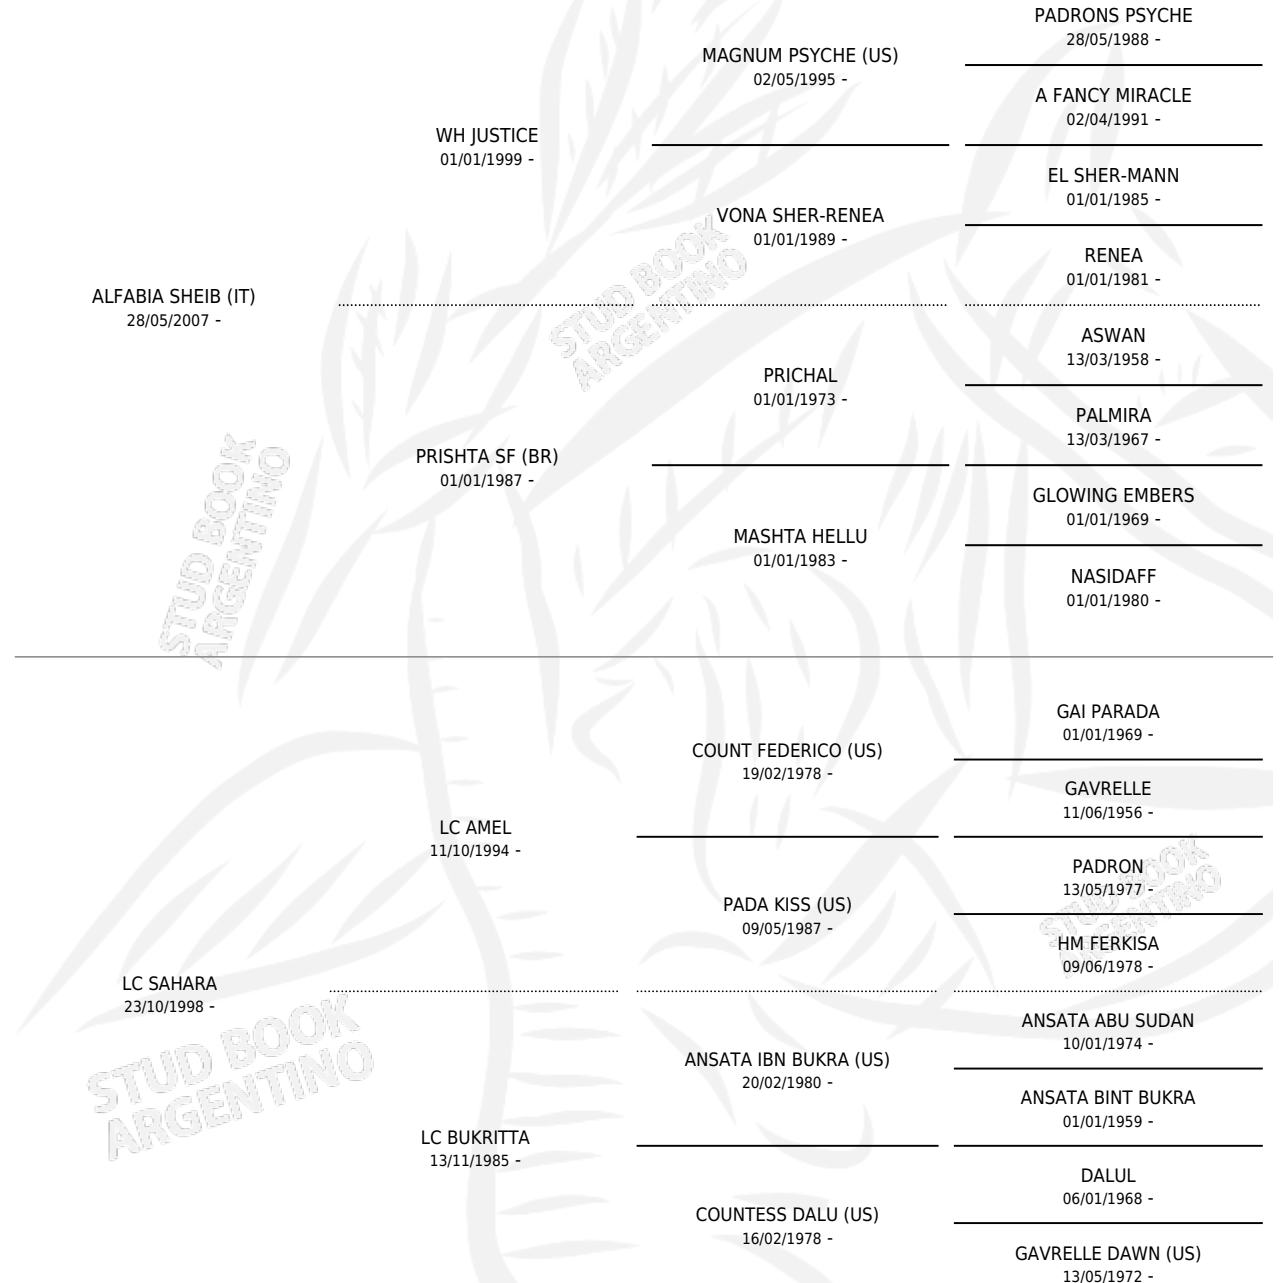 PADRONS PSYCHE
28/05/1988 -
MAGNUM PSYCHE (US)
02/05/1995 -
A FANCY MIRACLE
02/04/1991 -
WH JUSTICE
01/01/1999 -
EL SHER-MANN
01/01/1985 -
VONA SHER-RENEA
01/01/1989 -
RENEA
01/01/1981 -
ALFABIA SHEIB (IT)
28/05/2007 -
ASWAN
13/03/1958 -
PRICHAL
01/01/1973 -
PALMIRA
13/03/1967 -
PRISHTA SF (BR)
01/01/1987 -
GLOWING EMBERS
01/01/1969 -
MASHTA HELLU
01/01/1983 -
NASIDAFF
01/01/1980 -
STUD BOOK
ARGENTINO
STUD BOOK
ARGENTINO
GAI PARADA
01/01/1969 -
COUNT FEDERICO (US)
19/02/1978 -
GAVRELLE
11/06/1956 -
LC AMEL
11/10/1994 -
PADRON
13/05/1977 -
PADA KISS (US)
09/05/1987 -
HM FERKISA
09/06/1978 -
LC SAHARA
23/10/1998 -
ANSATA ABU SUDAN
10/01/1974 -
ANSATA IBN BUKRA (US)
20/02/1980 -
ANSATA BINT BUKRA
01/01/1959 -
LC BUKRITTA
13/11/1985 -
DALUL
06/01/1968 -
COUNTESS DALU (US)
16/02/1978 -
GAVRELLE DAWN (US)
13/05/1972 -
STUD BOOK
ARGENTINO
STUD BOOK
ARGENTINO